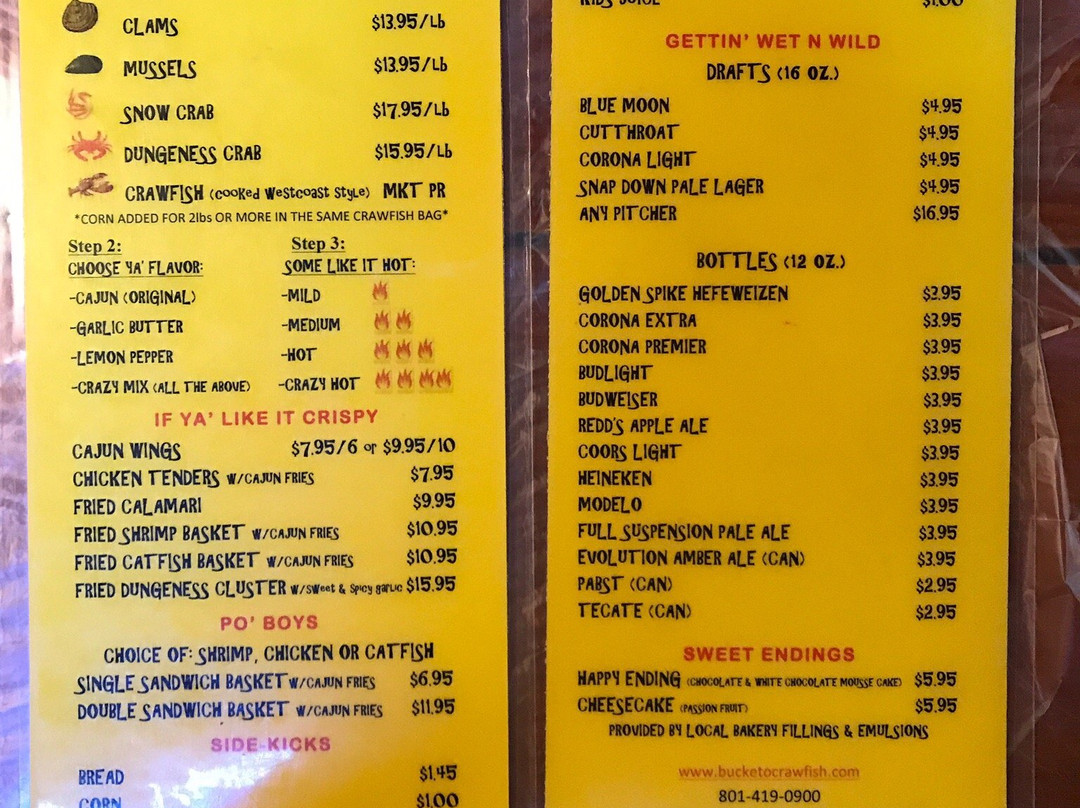 CLAMS $13.95/Lb
MUSSELS $13.95/Lb
SNOW CRAB $17.95/Lb
DUNGENESS CRAB $15.95/Lb
CRAWFISH (cooked Westcoast Style) MKT PR
*CORN ADDED FOR 2lbs OR MORE IN THE SAME CRAWFISH BAG*
Step 2: Step 3:
CHOOSE YA' FLAVOR: SOME LIKE IT HOT:
-CAJUN (ORIGINAL) -MILD
-GARLIC BUTTER -MEDIUM
-LEMON PEPPER -HOT
-CRAZY MIX (ALL THE ABOVE) -CRAZY HOT
IF YA' LIKE IT CRISPY
CAJUN WINGS $7.95/6 or $9.95/10
CHICKEN TENDERS W/CAJUN FRIES $7.95
FRIED CALAMARI $9.95
FRIED SHRIMP BASKET W/CAJUN FRIES $10.95
FRIED CATFISH BASKET W/CAJUN FRIES $10.95
FRIED DUNGENESS CLUSTER W/Sweet & Spicy garlic $15.95
PO' BOYS
CHOICE OF: SHRIMP, CHICKEN OR CATFISH
SINGLE SANDWICH BASKET W/CAJUN FRIES $6.95
DOUBLE SANDWICH BASKET W/CAJUN FRIES $11.95
SIDE-KICKS
BREAD $1.45
CORN $1.00
KIDS JUICE $1.00
GETTIN' WET N WILD
DRAFTS (16 OZ.)
BLUE MOON $4.95
CUTTHROAT $4.95
CORONA LIGHT $4.95
SNAP DOWN PALE LAGER $4.95
ANY PITCHER $16.95
BOTTLES (12 OZ.)
GOLDEN SPIKE HEFEWEIZEN $3.95
CORONA EXTRA $3.95
CORONA PREMIER $3.95
BUDLIGHT $3.95
BUDWEISER $3.95
REDD'S APPLE ALE $3.95
COORS LIGHT $3.95
HEINEKEN $3.95
MODELO $3.95
FULL SUSPENSION PALE ALE $3.95
EVOLUTION AMBER ALE (CAN) $3.95
PABST (CAN) $2.95
TECATE (CAN) $2.95
SWEET ENDINGS
HAPPY ENDING (CHOCOLATE & WHITE CHOCOLATE MOUSSE CAKE) $5.95
CHEESECAKE (PASSION FRUIT) $5.95
PROVIDED BY LOCAL BAKERY FILLINGS & EMULSIONS
www.bucketocrawfish.com
801-419-0900